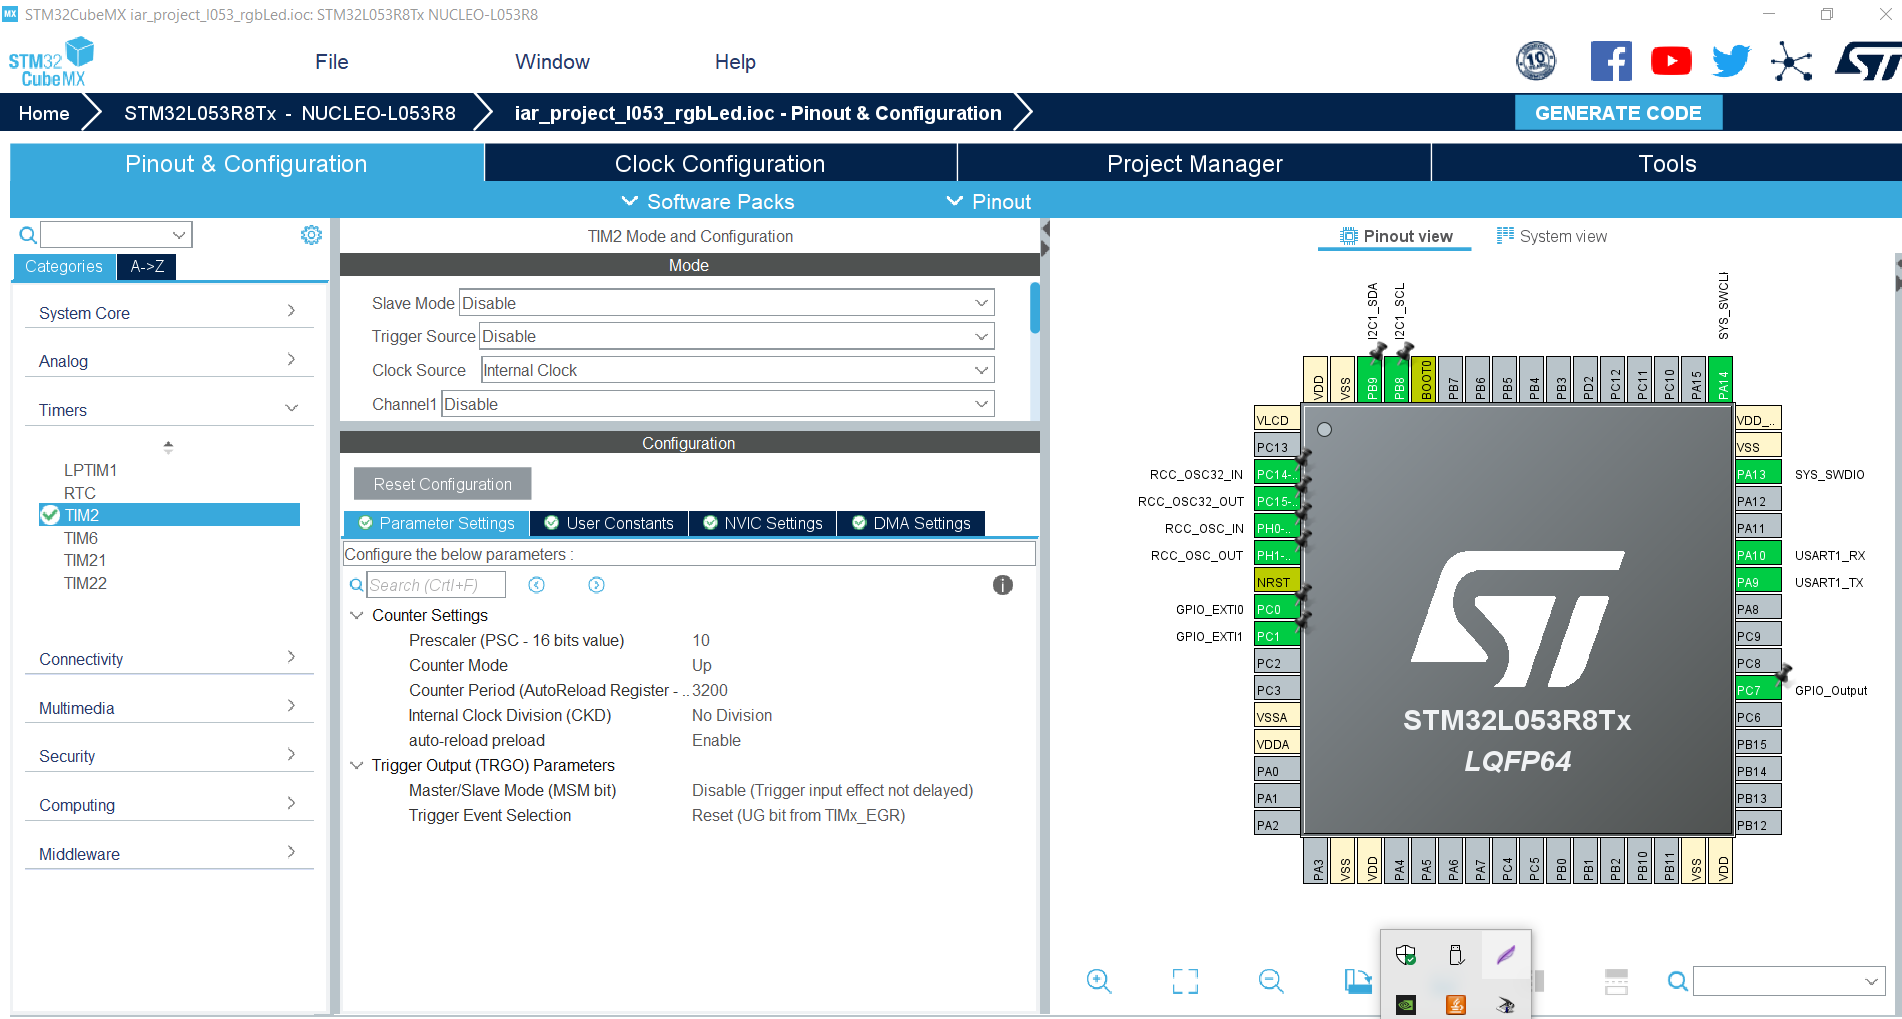 STM32CubeMX iar_project_l053_rgbLed.ioc: STM32L053R8Tx NUCLEO-L053R8
MX
STM32
CubeMX
File
Window
Help
10
ST
Home
STM32L053R8Tx - NUCLEO-L053R8
iar_project_l053_rgbLed.ioc - Pinout & Configuration
GENERATE CODE
Pinout & Configuration
Clock Configuration
Project Manager
Tools
Software Packs
Pinout
Categories
A->Z
System Core
Analog
Timers
LPTIM1
RTC
TIM2
TIM6
TIM21
TIM22
Connectivity
Multimedia
Security
Computing
Middleware
TIM2 Mode and Configuration
Mode
Slave Mode Disable
Trigger Source Disable
Clock Source Internal Clock
Channel1 Disable
Configuration
Reset Configuration
Parameter Settings
User Constants
NVIC Settings
DMA Settings
Configure the below parameters :
Search (Crtl+F)
Counter Settings
Prescaler (PSC - 16 bits value) 10
Counter Mode Up
Counter Period (AutoReload Register - .. 3200
Internal Clock Division (CKD) No Division
auto-reload preload Enable
Trigger Output (TRGO) Parameters
Master/Slave Mode (MSM bit) Disable (Trigger input effect not delayed)
Trigger Event Selection Reset (UG bit from TIMx_EGR)
Pinout view
System view
I2C1_SDA
I2C1_SCL
VDD
VSS
PB9
PB8
BOOT0
PB7
PB6
PB5
PB4
PB3
PD2
PC12
PC11
PC10
PA15
PA14
VLCD
PC13
RCC_OSC32_IN PC14-..
RCC_OSC32_OUT PC15-..
RCC_OSC_IN PH0-..
RCC_OSC_OUT PH1-..
NRST
GPIO_EXTI0 PC0
GPIO_EXTI1 PC1
PC2
PC3
VSSA
VDDA
PA0
PA1
PA2
STM32L053R8Tx
LQFP64
VDD_..
VSS
PA13 SYS_SWDIO
PA12
PA11
PA10 USART1_RX
PA9 USART1_TX
PA8
PC9
PC8
PC7 GPIO_Output
PC6
PB15
PB14
PB13
PB12
PA3
VSS
VDD
PA4
PA5
PA6
PA7
PC4
PC5
PB0
PB1
PB2
PB10
PB11
VSS
VDD